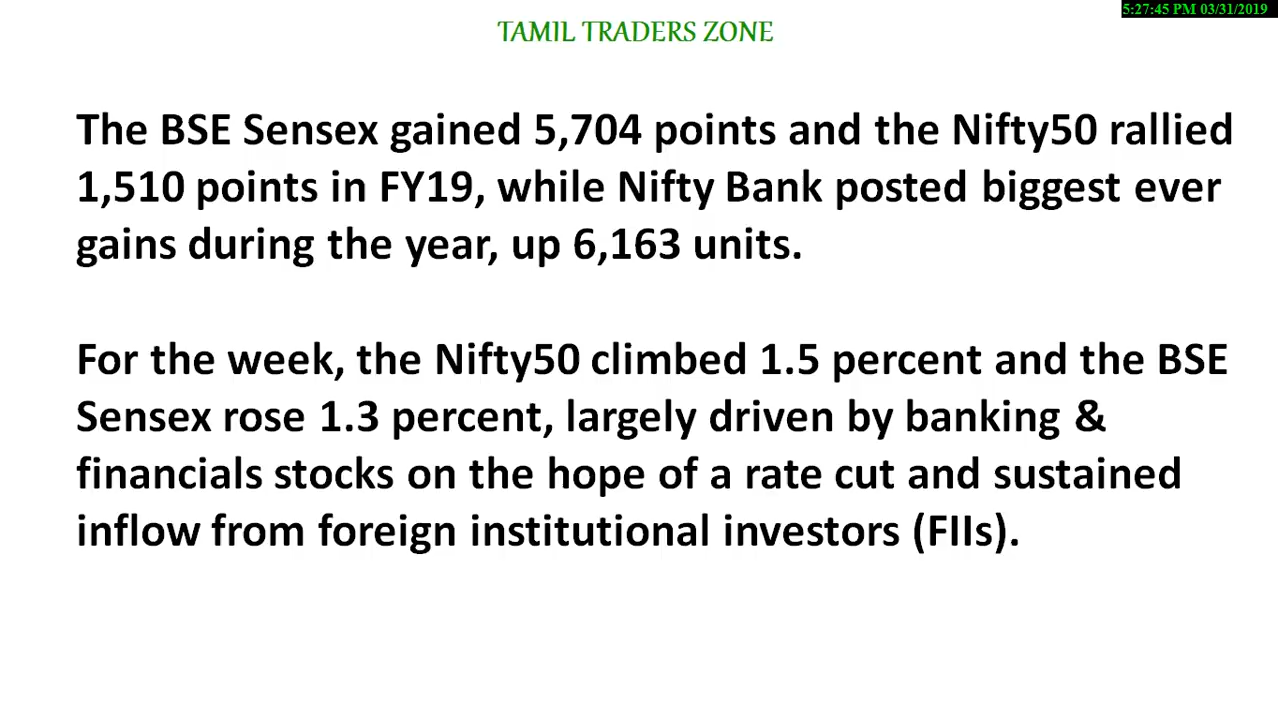 5:27:45 PM 03/31/2019
TAMIL TRADERS ZONE
The BSE Sensex gained 5,704 points and the Nifty50 rallied
1,510 points in FY19, while Nifty Bank posted biggest ever
gains during the year, up 6,163 units.
For the week, the Nifty50 climbed 1.5 percent and the BSE
Sensex rose 1.3 percent, largely driven by banking &
financials stocks on the hope of a rate cut and sustained
inflow from foreign institutional investors (FIIs).